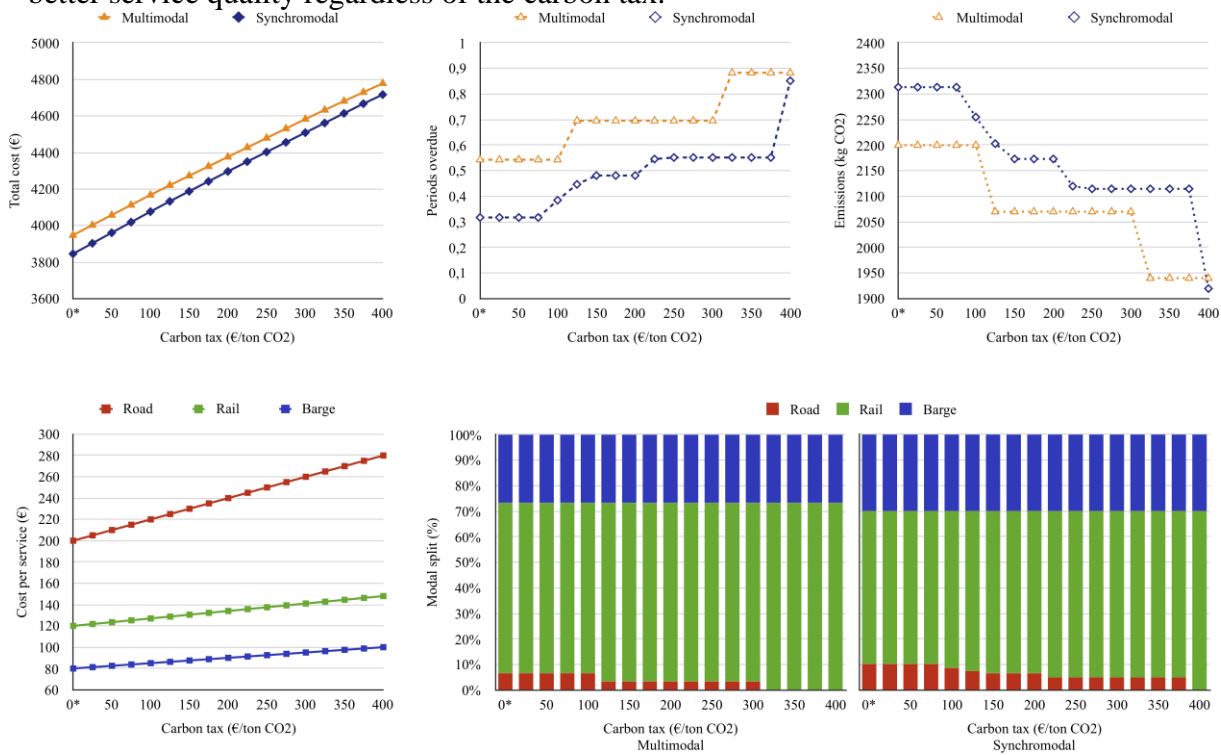 better service quality regardless of the carbon tax.
Multimodal Synchromodal
5000
4800
4600
4400
4200
4000
3800
3600
Total cost (€)
0* 50 100 150 200 250 300 350 400
Carbon tax (€/ton CO2)
Multimodal Synchromodal
1
0,9
0,8
0,7
0,6
0,5
0,4
0,3
0,2
0,1
0
Periods overdue
0* 50 100 150 200 250 300 350 400
Carbon tax (€/ton CO2)
Multimodal Synchromodal
2400
2350
2300
2250
2200
2150
2100
2050
2000
1950
1900
Emissions (kg CO2)
0* 50 100 150 200 250 300 350 400
Carbon tax (€/ton CO2)
Road Rail Barge
300
280
260
240
220
200
180
160
140
120
100
80
60
Cost per service (€)
0* 50 100 150 200 250 300 350 400
Carbon tax (€/ton CO2)
Road Rail Barge
100%
90%
80%
70%
60%
50%
40%
30%
20%
10%
0%
Modal split (%)
0* 50 100 150 200 250 300 350 400
Carbon tax (€/ton CO2)
Multimodal
0* 50 100 150 200 250 300 350 400
Carbon tax (€/ton CO2)
Synchromodal